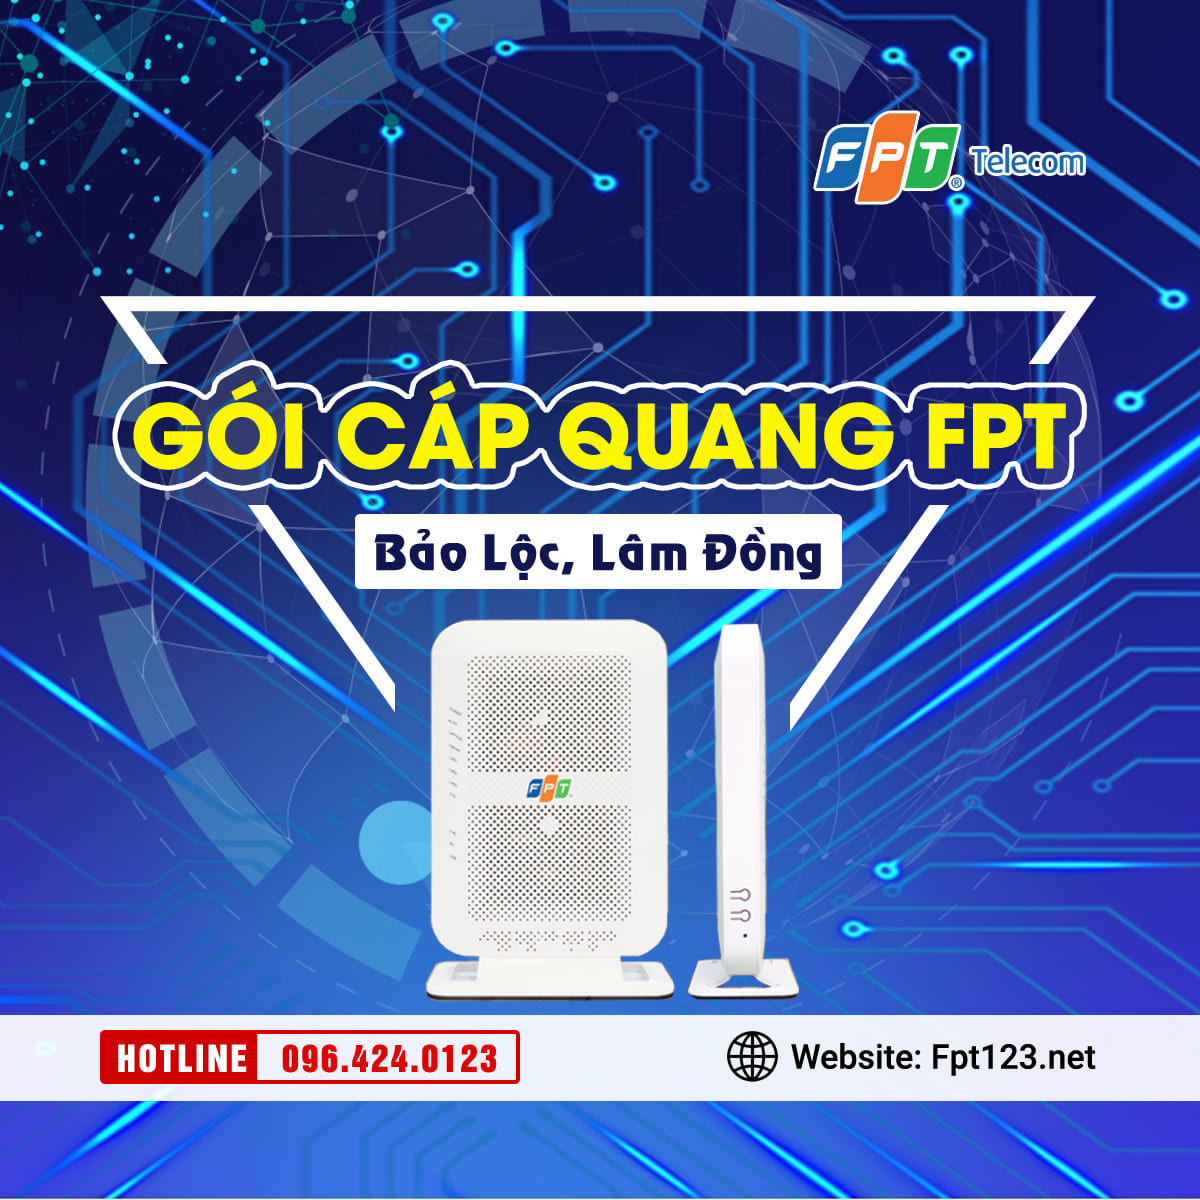 FPT® Telecom
GÓI CÁP QUANG FPT
Bảo Lộc, Lâm Đồng
FPT
HOTLINE 096.424.0123
Website: Fpt123.net